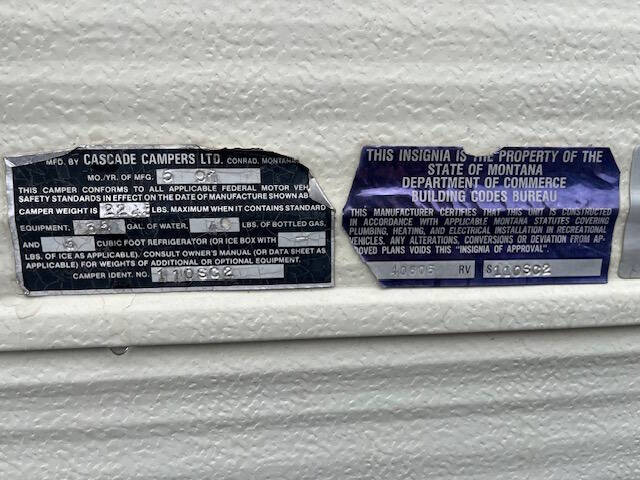 MFD. BY CASCADE CAMPERS LTD. CONRAD, MONTANA
MO./YR. OF MFG. 5
THIS CAMPER CONFORMS TO ALL APPLICABLE FEDERAL MOTOR VEH
SAFETY STANDARDS IN EFFECT ON THE DATE OF MANUFACTURE SHOWN AB
CAMPER WEIGHT IS LBS. MAXIMUM WHEN IT CONTAINS STANDARD
EQUIPMENT, GAL. OF WATER, LBS. OF BOTTLED GAS,
AND CUBIC FOOT REFRIGERATOR (OR ICE BOX WITH
LBS. OF ICE AS APPLICABLE). CONSULT OWNER'S MANUAL (OR DATA SHEET AS
APPLICABLE) FOR WEIGHTS OF ADDITIONAL OR OPTIONAL EQUIPMENT.
CAMPER IDENT. NO. 110SC2
THIS INSIGNIA IS THE PROPERTY OF THE
STATE OF MONTANA
DEPARTMENT OF COMMERCE
BUILDING CODES BUREAU
THIS MANUFACTURER CERTIFIES THAT THIS UNIT IS CONSTRUCTED
IN ACCORDANCE WITH APPLICABLE MONTANA STATUTES COVERING
PLUMBING, HEATING, AND ELECTRICAL INSTALLATION IN RECREATIONAL
VEHICLES. ANY ALTERATIONS, CONVERSIONS OR DEVIATION FROM AP-
ROVED PLANS VOIDS THIS "INSIGNIA OF APPROVAL".
RV S110SC2